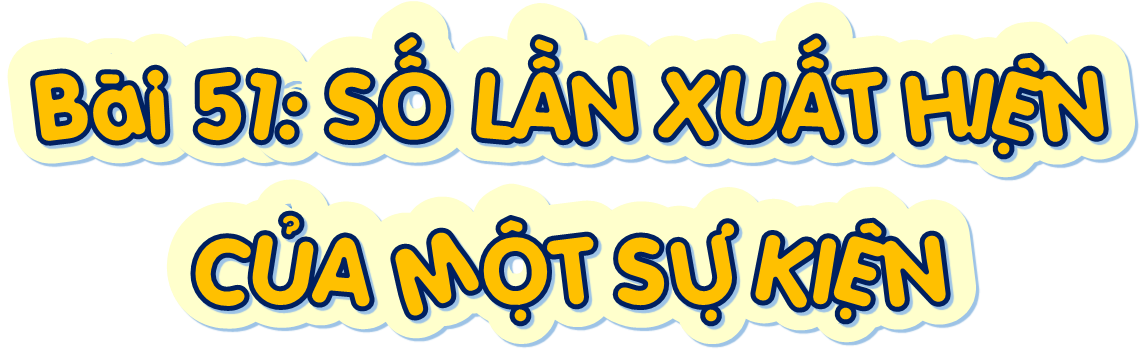 Bài 51: SỐ LẦN XUẤT HIỆN
CỦA MỘT SỰ KIỆN